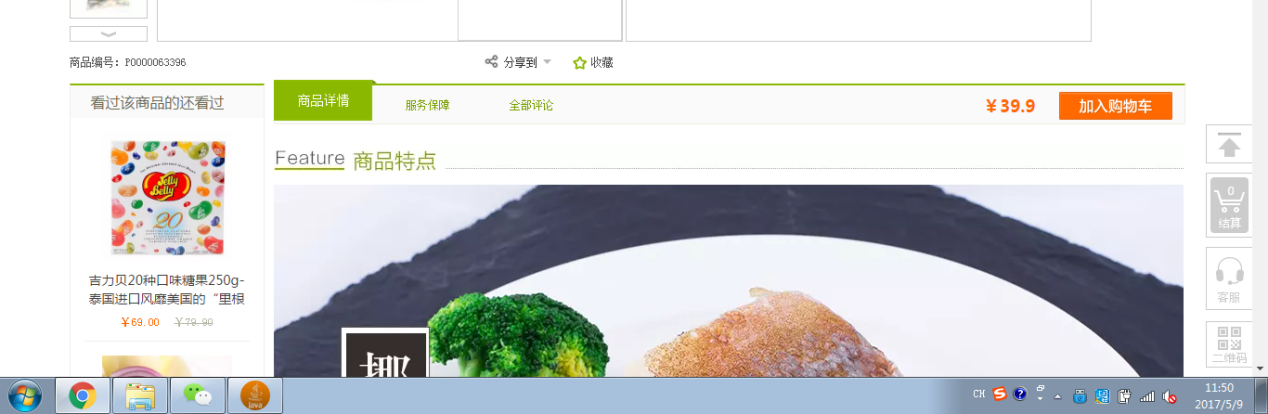 商品编号：P0000063396
分享到
收藏
看过该商品的还看过
商品详情
服务保障
全部评论
￥39.9
加入购物车
Feature 商品特点
Jelly
Belly
20
吉力贝20种口味糖果250g-
泰国进口风靡美国的“里根
￥69.00 ￥79.90
0
结算
客服
二维码
CH
11:50
2017/5/9
java